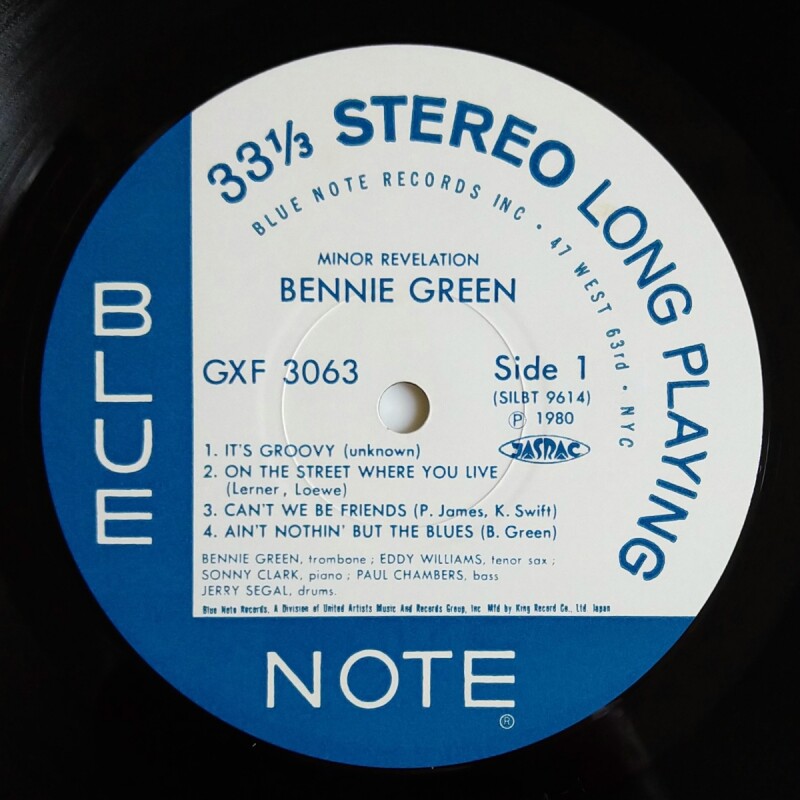 33⅓ STEREO LONG PLAYING
BLUE NOTE RECORDS INC • 47 WEST 63rd • NYC
MINOR REVELATION
BENNIE GREEN
GXF 3063
Side 1
(SILBT 9614)
Ⓟ 1980
JASRAC
1. IT'S GROOVY (unknown)
2. ON THE STREET WHERE YOU LIVE
(Lerner, Loewe)
3. CAN'T WE BE FRIENDS (P. James, K. Swift)
4. AIN'T NOTHIN' BUT THE BLUES (B. Green)
BENNIE GREEN, trombone ; EDDY WILLIAMS, tenor sax ;
SONNY CLARK, piano ; PAUL CHAMBERS, bass
JERRY SEGAL, drums.
Blue Note Records, A Division of United Artists Music And Records Group, Inc Mfd by King Record Co., Ltd Japan
BLUE
NOTE
®